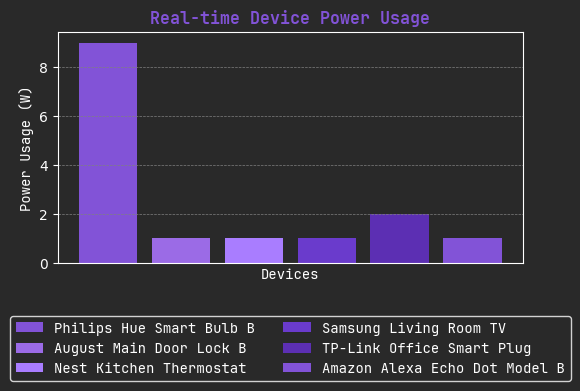 Real-time Device Power Usage
8
6
4
2
0
Power Usage (W)
Devices
Philips Hue Smart Bulb B
August Main Door Lock B
Nest Kitchen Thermostat
Samsung Living Room TV
TP-Link Office Smart Plug
Amazon Alexa Echo Dot Model B